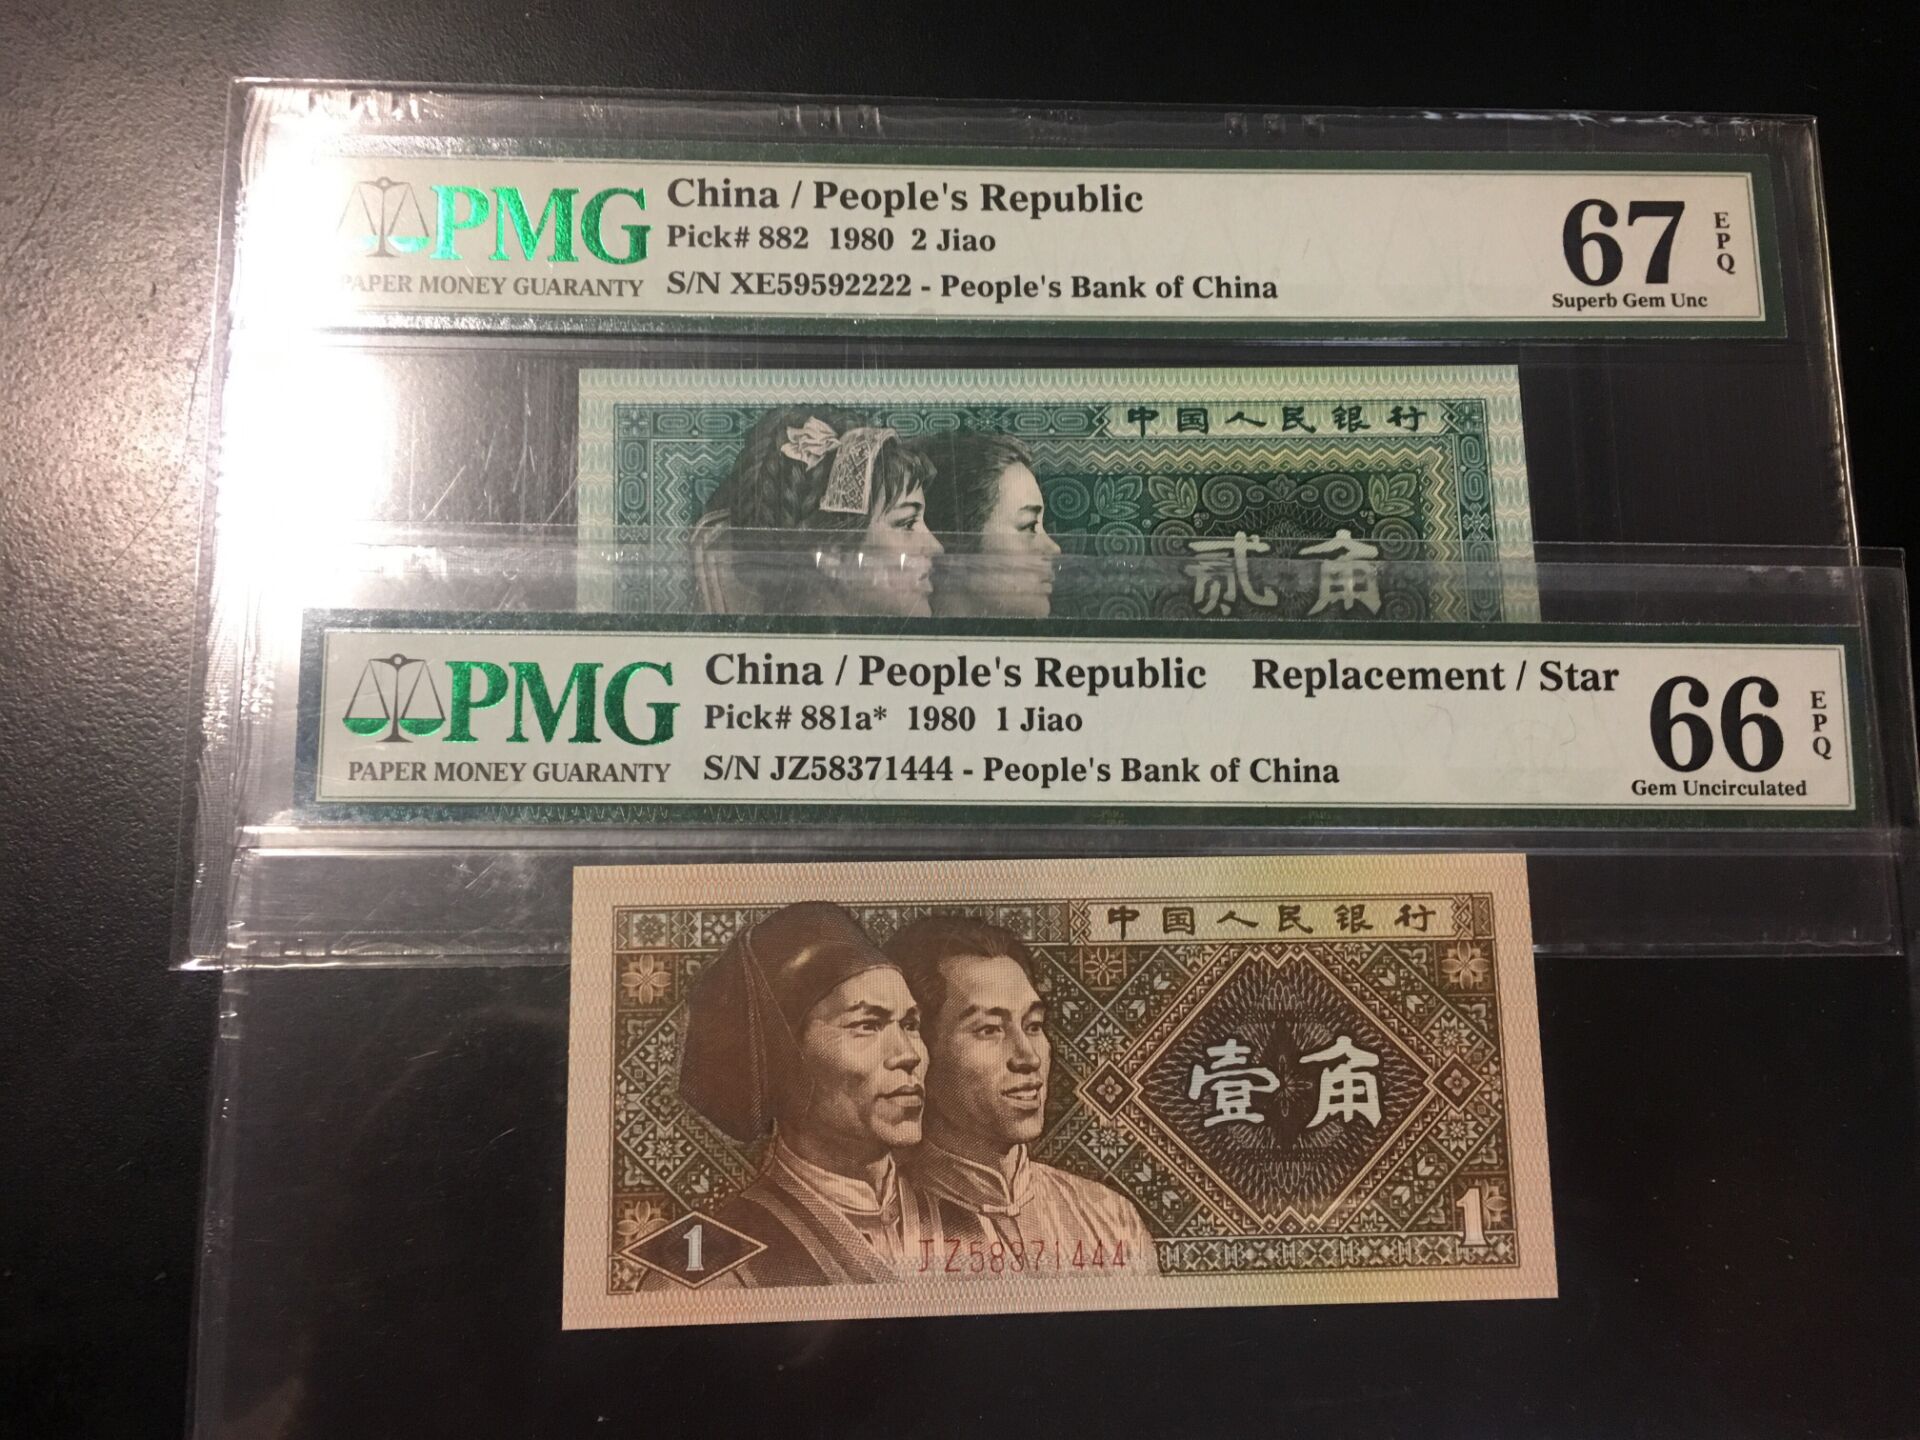 PMG
PAPER MONEY GUARANTY
China / People's Republic
Pick# 882 1980 2 Jiao
S/N XE59592222 - People's Bank of China
67
EPQ
Superb Gem Unc
中国人民银行
贰角
PMG
PAPER MONEY GUARANTY
China / People's Republic Replacement / Star
Pick# 881a* 1980 1 Jiao
S/N JZ58371444 - People's Bank of China
66
EPQ
Gem Uncirculated
中国人民银行
壹角
1
JZ58371444
1